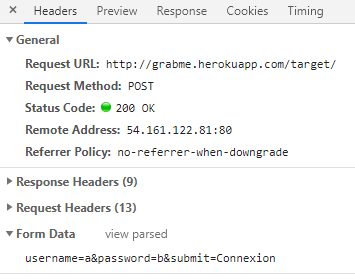 Headers Preview Response Cookies Timing
General
Request URL: http://grabme.herokuapp.com/target/
Request Method: POST
Status Code: 200 OK
Remote Address: 54.161.122.81:80
Referrer Policy: no-referrer-when-downgrade
Response Headers (9)
Request Headers (13)
Form Data view parsed
username=a&password=b&submit=Connexion